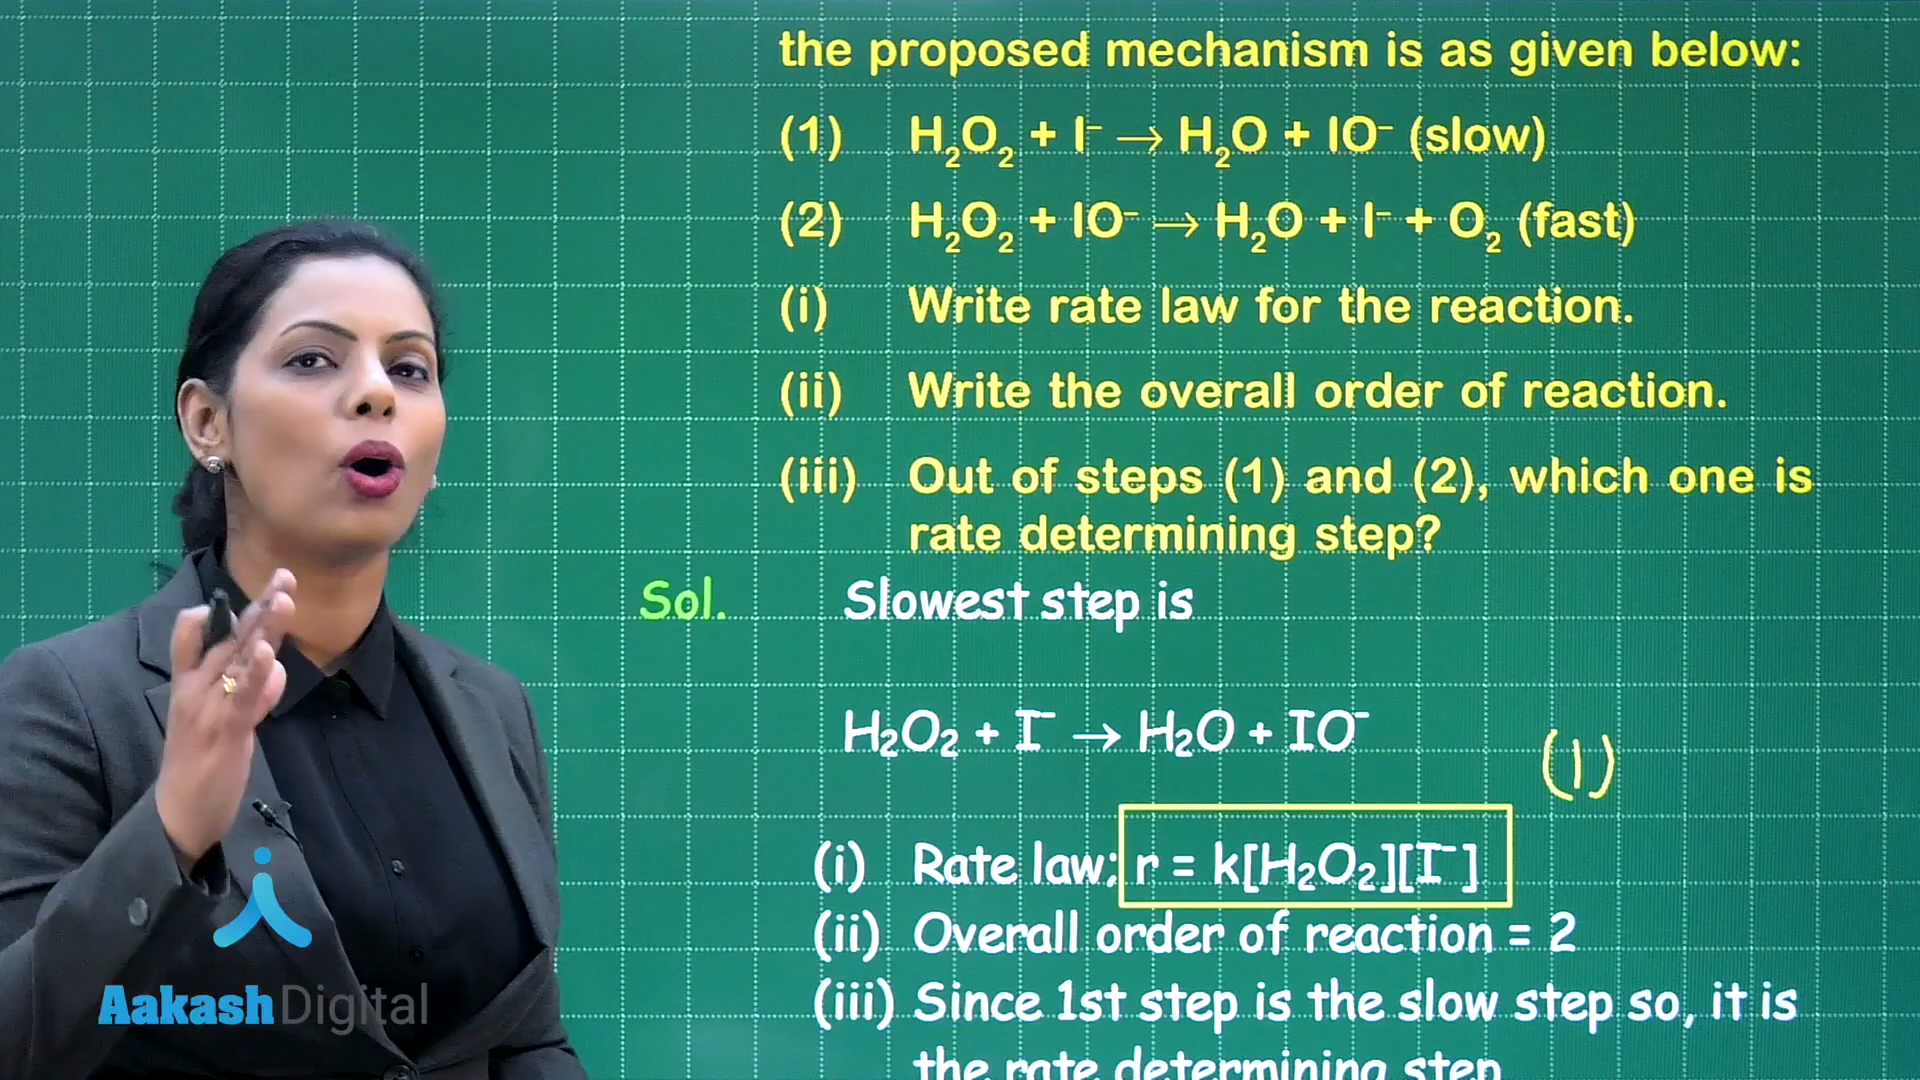 the proposed mechanism is as given below:
(1) H₂O₂ + I⁻ → H₂O + IO⁻ (slow)
(2) H₂O₂ + IO⁻ → H₂O + I⁻ + O₂ (fast)
(i) Write rate law for the reaction.
(ii) Write the overall order of reaction.
(iii) Out of steps (1) and (2), which one is
rate determining step?
Sol. Slowest step is
H₂O₂ + I⁻ → H₂O + IO⁻
(1)
(i) Rate law; r = k[H₂O₂][I⁻]
(ii) Overall order of reaction = 2
(iii) Since 1st step is the slow step so, it is
the rate determining step
Aakash Digital